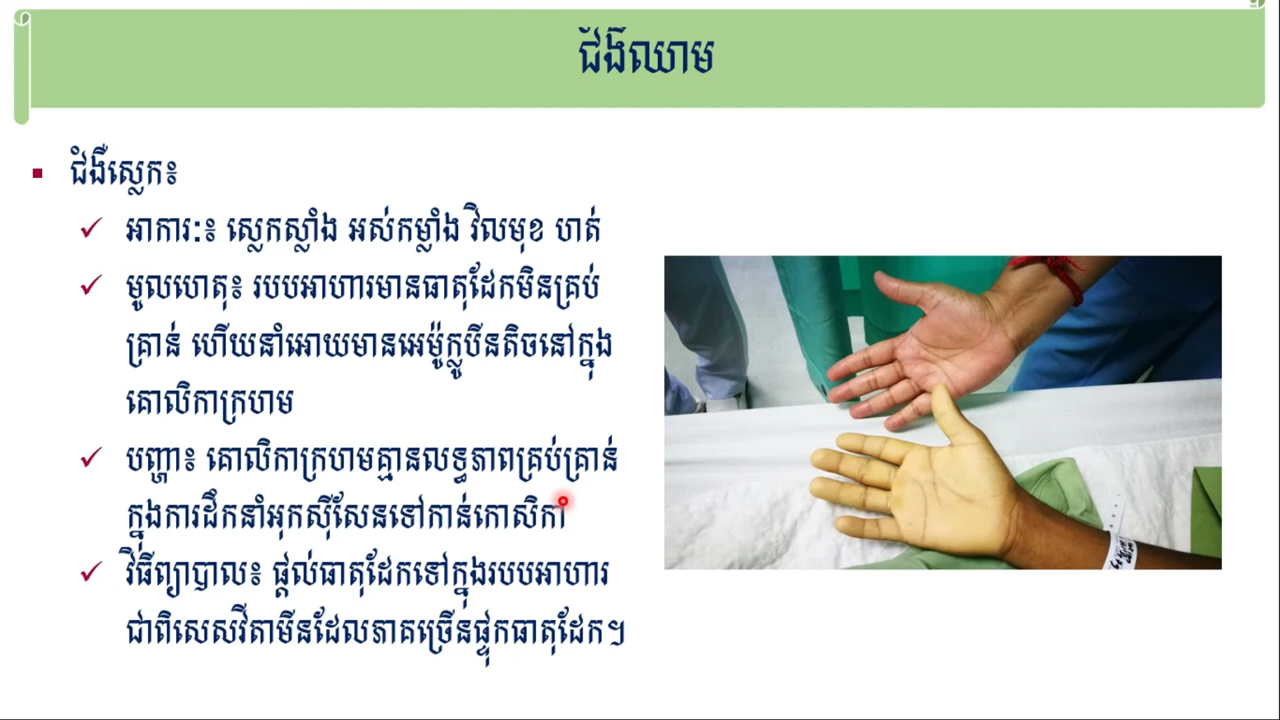 ជំងឺឈាម
ជំងឺស្លេក៖
អាការៈ៖ ស្លេកស្លាំង អស់កម្លាំង វិលមុខ ហត់
មូលហេតុ៖ របបអាហារមានធាតុដែកមិនគ្រប់
គ្រាន់ ហើយនាំអោយមានអេម៉ូក្លូប៊ីនតិចនៅក្នុង
គោលិកាក្រហម
បញ្ហា៖ គោលិកាក្រហមគ្មានលទ្ធភាពគ្រប់គ្រាន់
ក្នុងការដឹកនាំអុកស៊ីសែនទៅកាន់កោសិកា
វិធីព្យាបាល៖ ផ្តល់ធាតុដែកទៅក្នុងរបបអាហារ
ជាពិសេសវីតាមីនដែលភាគច្រើនផ្ទុកធាតុដែក។